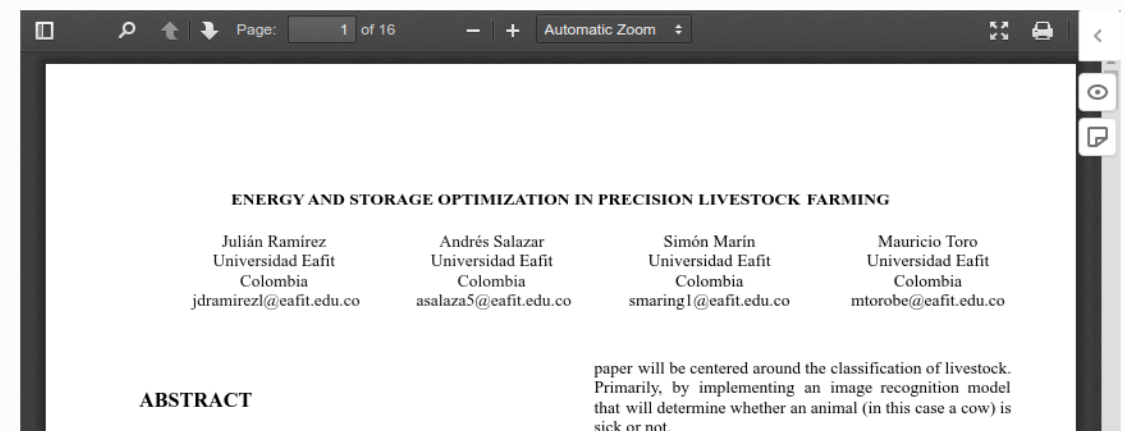 Page: 1 of 16 Automatic Zoom
ENERGY AND STORAGE OPTIMIZATION IN PRECISION LIVESTOCK FARMING
Julián Ramírez
Universidad Eafit
Colombia
jdramirezl@eafit.edu.co
Andrés Salazar
Universidad Eafit
Colombia
asalaza5@eafit.edu.co
Simón Marín
Universidad Eafit
Colombia
smaring1@eafit.edu.co
Mauricio Toro
Universidad Eafit
Colombia
mtorobe@eafit.edu.co
ABSTRACT
paper will be centered around the classification of livestock.
Primarily, by implementing an image recognition model
that will determine whether an animal (in this case a cow) is
sick or not.